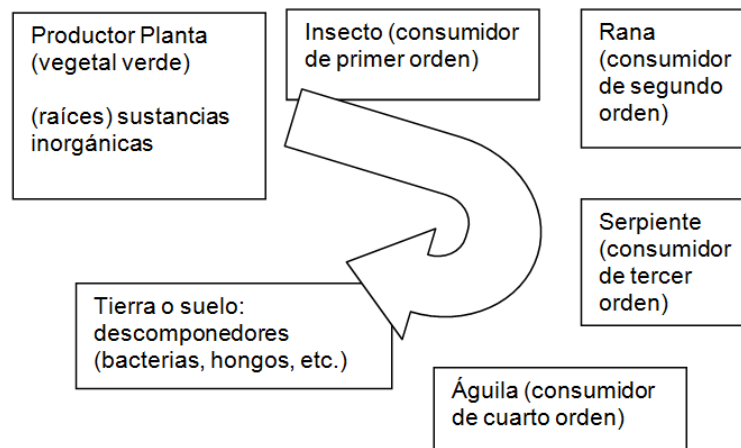 Productor Planta
(vegetal verde)
(raíces) sustancias
inorgánicas
Insecto (consumidor
de primer orden)
Rana
(consumidor
de segundo
orden)
Serpiente
(consumidor
de tercer
orden)
Águila (consumidor
de cuarto orden)
Tierra o suelo:
descomponedores
(bacterias, hongos, etc.)